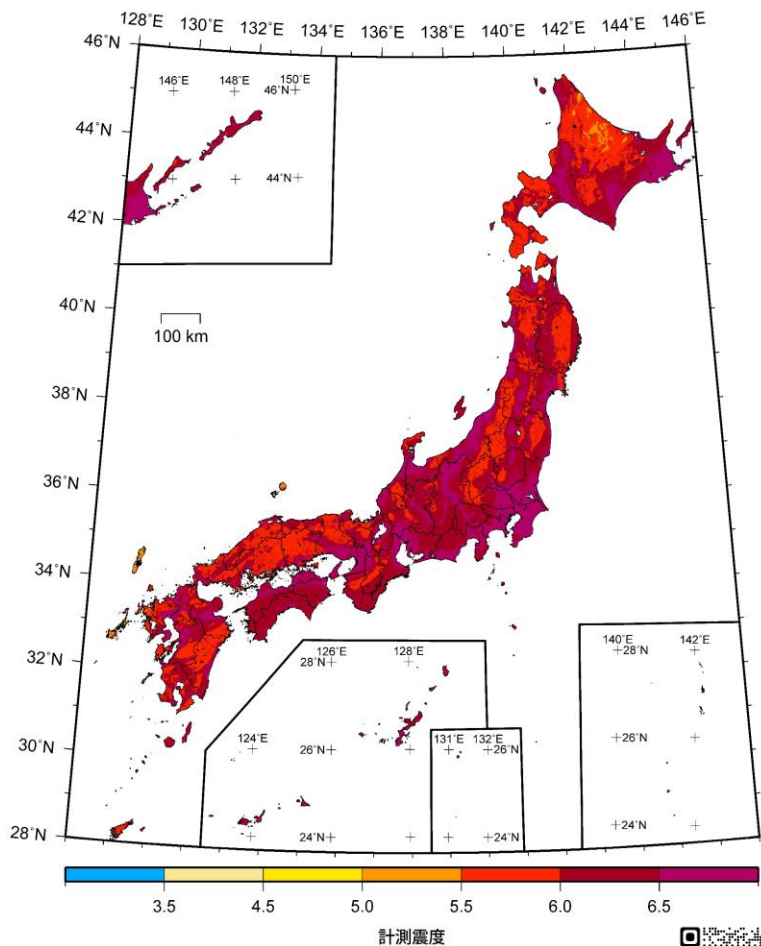 128°E 130°E 132°E 134°E 136°E 138°E 140°E 142°E 144°E 146°E
46°N
146°E 148°E 150°E
46°N
44°N
44°N
42°N
40°N
100 km
38°N
36°N
34°N
32°N
126°E 128°E
28°N
140°E 142°E
28°N
30°N
124°E
26°N
131°E 132°E
26°N
26°N
28°N
24°N
24°N
24°N
3.5 4.5 5.0 5.5 6.0 6.5
計測震度